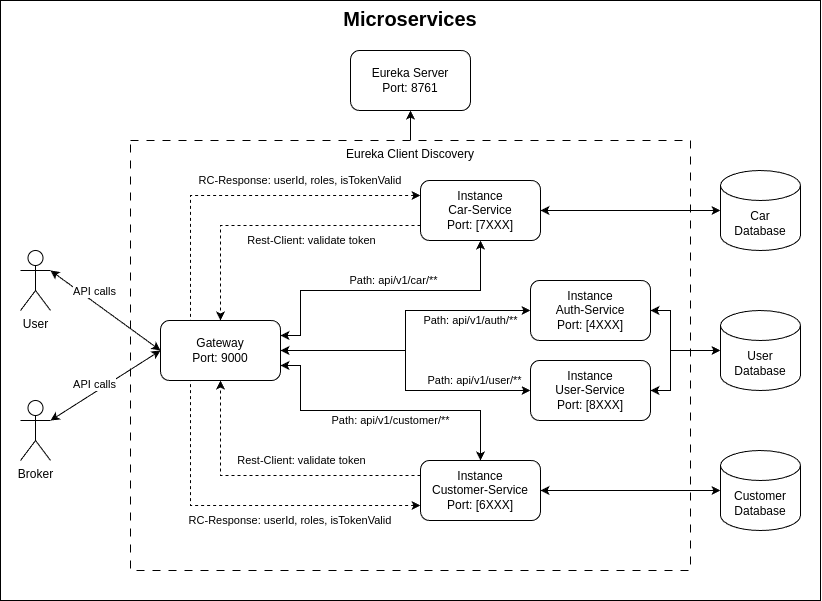 Microservices
Eureka Server
Port: 8761
Eureka Client Discovery
RC-Response: userId, roles, isTokenValid
Instance
Car-Service
Port: [7XXX]
Car
Database
Rest-Client: validate token
Path: api/v1/car/**
API calls
User
Gateway
Port: 9000
Instance
Auth-Service
Port: [4XXX]
Path: api/v1/auth/**
User
Database
Path: api/v1/user/**
Instance
User-Service
Port: [8XXX]
API calls
Broker
Path: api/v1/customer/**
Rest-Client: validate token
Instance
Customer-Service
Port: [6XXX]
Customer
Database
RC-Response: userId, roles, isTokenValid